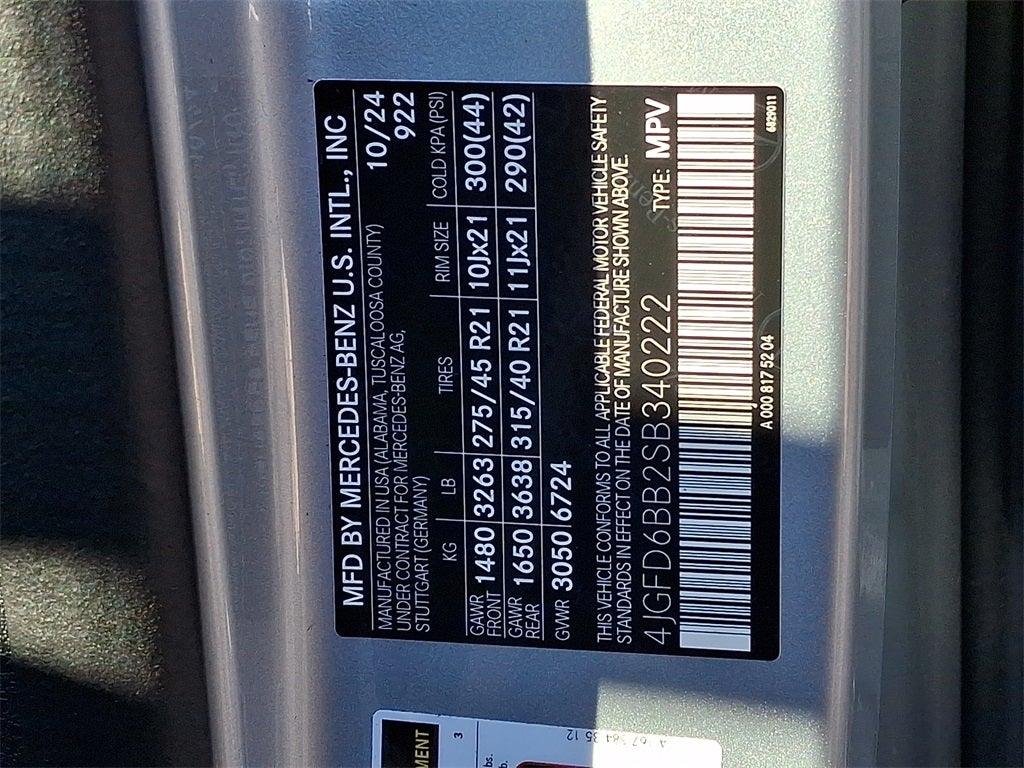 MFD BY MERCEDES-BENZ U.S. INTL., INC
MANUFACTURED IN USA (ALABAMA, TUSCALOOSA COUNTY) 10/24
UNDER CONTRACT FOR MERCEDES-BENZ AG, 922
STUTTGART (GERMANY)
KG LB TIRES RIM SIZE COLD KPA (PSI)
GAWR FRONT 1480 3263 275/45 R21 10Jx21 300(44)
GAWR REAR 1650 3638 315/40 R21 11Jx21 290(42)
GVWR 3050 6724
THIS VEHICLE CONFORMS TO ALL APPLICABLE FEDERAL MOTOR VEHICLE SAFETY
STANDARDS IN EFFECT ON THE DATE OF MANUFACTURE SHOWN ABOVE.
4JGFD6BB2SB340222 TYPE: MPV
A 000 817 52 04 6829011
MENT
3